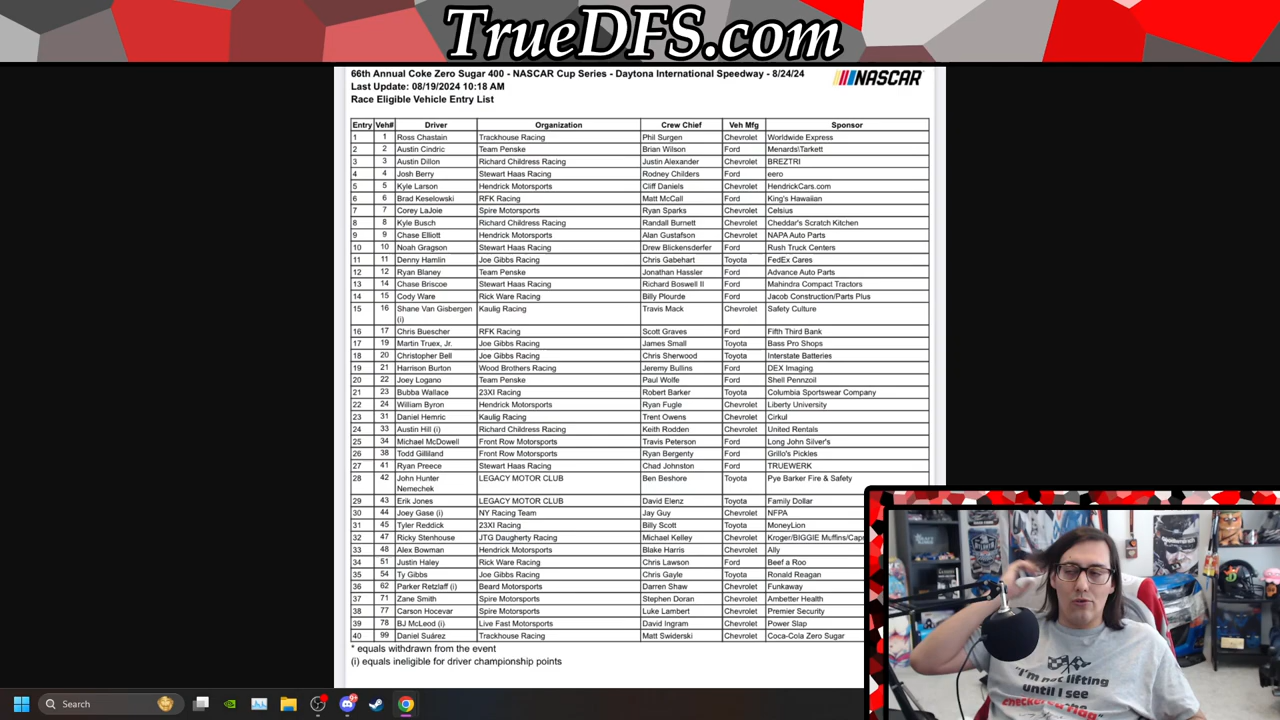 TrueDFS.com
66th Annual Coke Zero Sugar 400 - NASCAR Cup Series - Daytona International Speedway - 8/24/24
NASCAR
Last Update: 08/19/2024 10:18 AM
Race Eligible Vehicle Entry List
Entry Veh# Driver Organization Crew Chief Veh Mfg Sponsor
1 1 Ross Chastain Trackhouse Racing Phil Surgen Chevrolet Worldwide Express
2 2 Austin Cindric Team Penske Brian Wilson Ford Menards\Tarkett
3 3 Austin Dillon Richard Childress Racing Justin Alexander Chevrolet BREZTRI
4 4 Josh Berry Stewart Haas Racing Rodney Childers Ford eero
5 5 Kyle Larson Hendrick Motorsports Cliff Daniels Chevrolet HendrickCars.com
6 6 Brad Keselowski RFK Racing Matt McCall Ford King's Hawaiian
7 7 Corey LaJoie Spire Motorsports Ryan Sparks Chevrolet Celsius
8 8 Kyle Busch Richard Childress Racing Randall Burnett Chevrolet Cheddar's Scratch Kitchen
9 9 Chase Elliott Hendrick Motorsports Alan Gustafson Chevrolet NAPA Auto Parts
10 10 Noah Gragson Stewart Haas Racing Drew Blickensderfer Ford Rush Truck Centers
11 11 Denny Hamlin Joe Gibbs Racing Chris Gabehart Toyota FedEx Cares
12 12 Ryan Blaney Team Penske Jonathan Hassler Ford Advance Auto Parts
13 14 Chase Briscoe Stewart Haas Racing Richard Boswell II Ford Mahindra Compact Tractors
14 15 Cody Ware Rick Ware Racing Billy Plourde Ford Jacob Construction/Parts Plus
15 16 Shane Van Gisbergen Kaulig Racing Travis Mack Chevrolet Safety Culture
(i)
16 17 Chris Buescher RFK Racing Scott Graves Ford Fifth Third Bank
17 19 Martin Truex, Jr. Joe Gibbs Racing James Small Toyota Bass Pro Shops
18 20 Christopher Bell Joe Gibbs Racing Chris Sherwood Toyota Interstate Batteries
19 21 Harrison Burton Wood Brothers Racing Jeremy Bullins Ford DEX Imaging
20 22 Joey Logano Team Penske Paul Wolfe Ford Shell Pennzoil
21 23 Bubba Wallace 23XI Racing Robert Barker Toyota Columbia Sportswear Company
22 24 William Byron Hendrick Motorsports Ryan Fugle Chevrolet Liberty University
23 31 Daniel Hemric Kaulig Racing Trent Owens Chevrolet Cirkul
24 33 Austin Hill (i) Richard Childress Racing Keith Rodden Chevrolet United Rentals
25 34 Michael McDowell Front Row Motorsports Travis Peterson Ford Long John Silver's
26 38 Todd Gilliland Front Row Motorsports Ryan Bergenty Ford Grillo's Pickles
27 41 Ryan Preece Stewart Haas Racing Chad Johnston Ford TRUEWERK
28 42 John Hunter LEGACY MOTOR CLUB Ben Beshore Toyota Pye Barker Fire & Safety
Nemechek
29 43 Erik Jones LEGACY MOTOR CLUB David Elenz Toyota Family Dollar
30 44 Joey Gase (i) NY Racing Team Jay Guy Chevrolet NFPA
31 45 Tyler Reddick 23XI Racing Billy Scott Toyota MoneyLion
32 47 Ricky Stenhouse JTG Daugherty Racing Michael Kelley Chevrolet Kroger/BIGGIE Muffins/Capr
33 48 Alex Bowman Hendrick Motorsports Blake Harris Chevrolet Ally
34 51 Justin Haley Rick Ware Racing Chris Lawson Ford Beef a Roo
35 54 Ty Gibbs Joe Gibbs Racing Chris Gayle Toyota Ronald Reagan
36 62 Parker Retzlaff (i) Beard Motorsports Darren Shaw Chevrolet Funkaway
37 71 Zane Smith Spire Motorsports Stephen Doran Chevrolet Ambetter Health
38 77 Carson Hocevar Spire Motorsports Luke Lambert Chevrolet Premier Security
39 78 BJ McLeod (i) Live Fast Motorsports David Ingram Chevrolet Power Slap
40 99 Daniel Suárez Trackhouse Racing Matt Swiderski Chevrolet Coca-Cola Zero Sugar
* equals withdrawn from the event
(i) equals ineligible for driver championship points
"I'm not lifting
until I see
checkered flag"
Search
9+